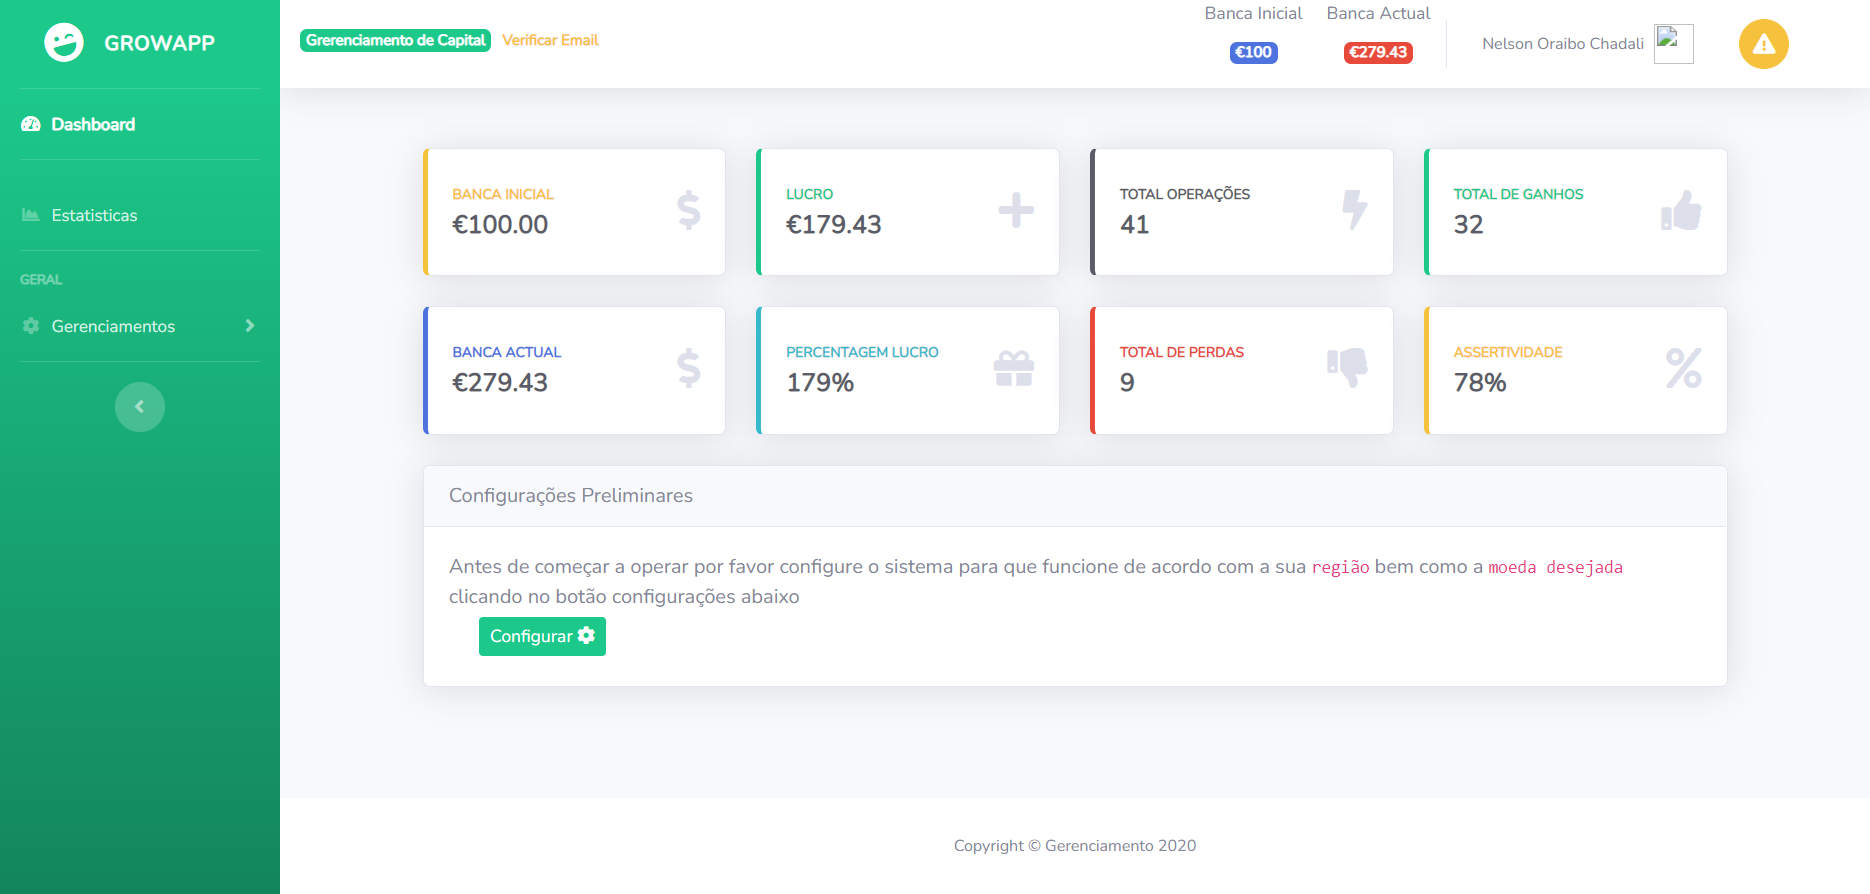 GROWAPP
Dashboard
Estatisticas
GERAL
Gerenciamentos
Grerenciamento de Capital Verificar Email
Banca Inicial Banca Actual
€100 €279.43
Nelson Oraibo Chadali
BANCA INICIAL
€100.00
LUCRO
€179.43
TOTAL OPERAÇÕES
41
TOTAL DE GANHOS
32
BANCA ACTUAL
€279.43
PERCENTAGEM LUCRO
179%
TOTAL DE PERDAS
9
ASSERTIVIDADE
78%
Configurações Preliminares
Antes de começar a operar por favor configure o sistema para que funcione de acordo com a sua região bem como a moeda desejada
clicando no botão configurações abaixo
Configurar
Copyright © Gerenciamento 2020